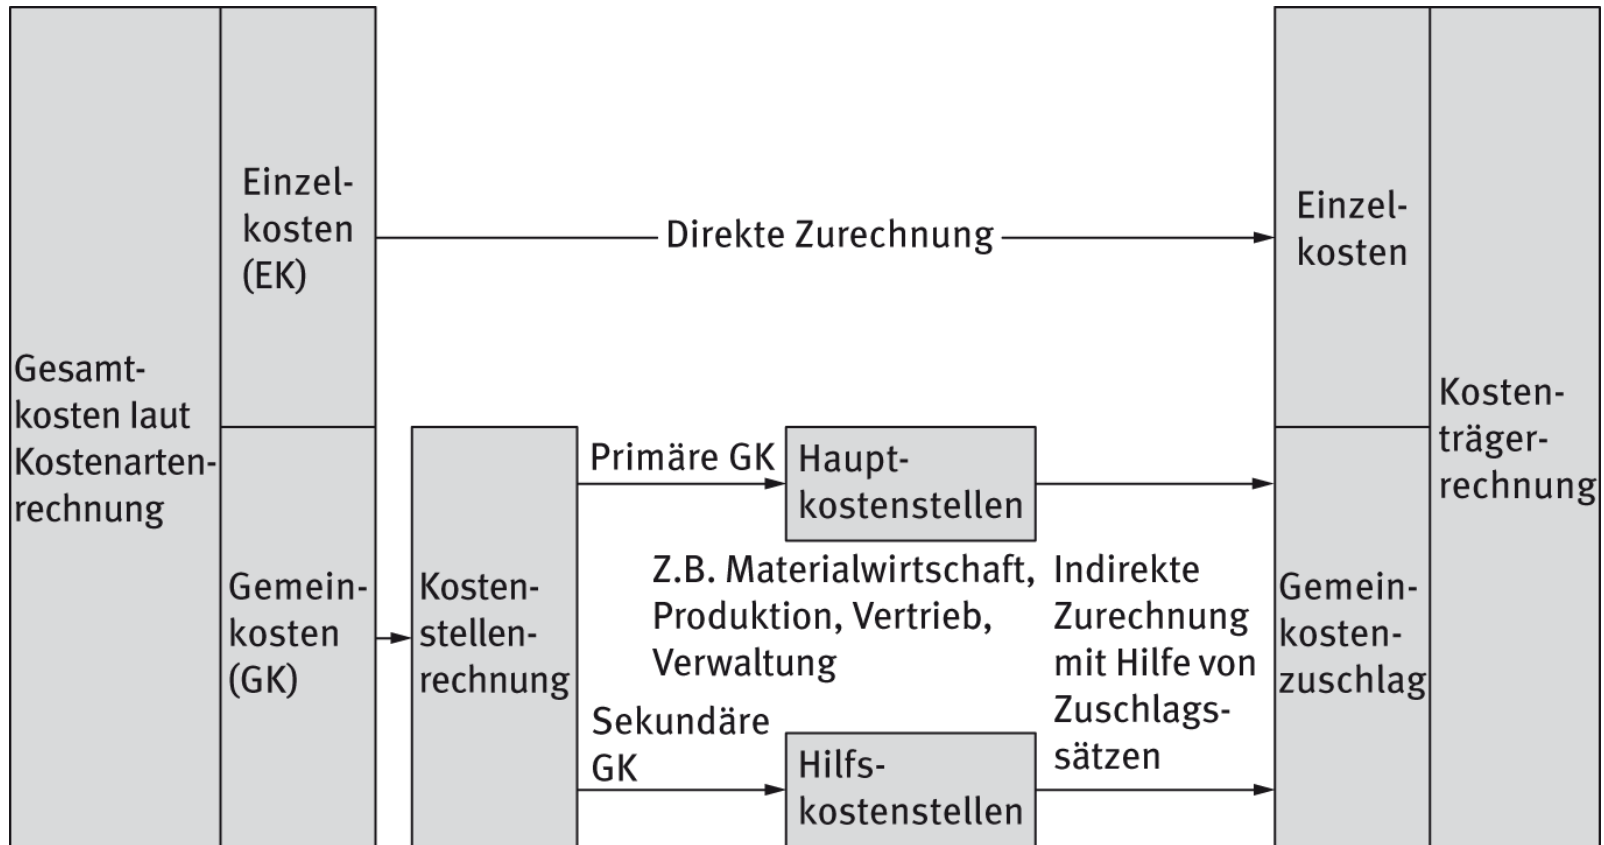 Gesamt-
kosten laut
Kostenarten-
rechnung
Einzel-
kosten
(EK)
Direkte Zurechnung
Einzel-
kosten
Kosten-
träger-
rechnung
Gemein-
kosten
(GK)
Kosten-
stellen-
rechnung
Primäre GK
Haupt-
kostenstellen
Z.B. Materialwirtschaft,
Produktion, Vertrieb,
Verwaltung
Sekundäre
GK
Hilfs-
kostenstellen
Indirekte
Zurechnung
mit Hilfe von
Zuschlags-
sätzen
Gemein-
kosten-
zuschlag